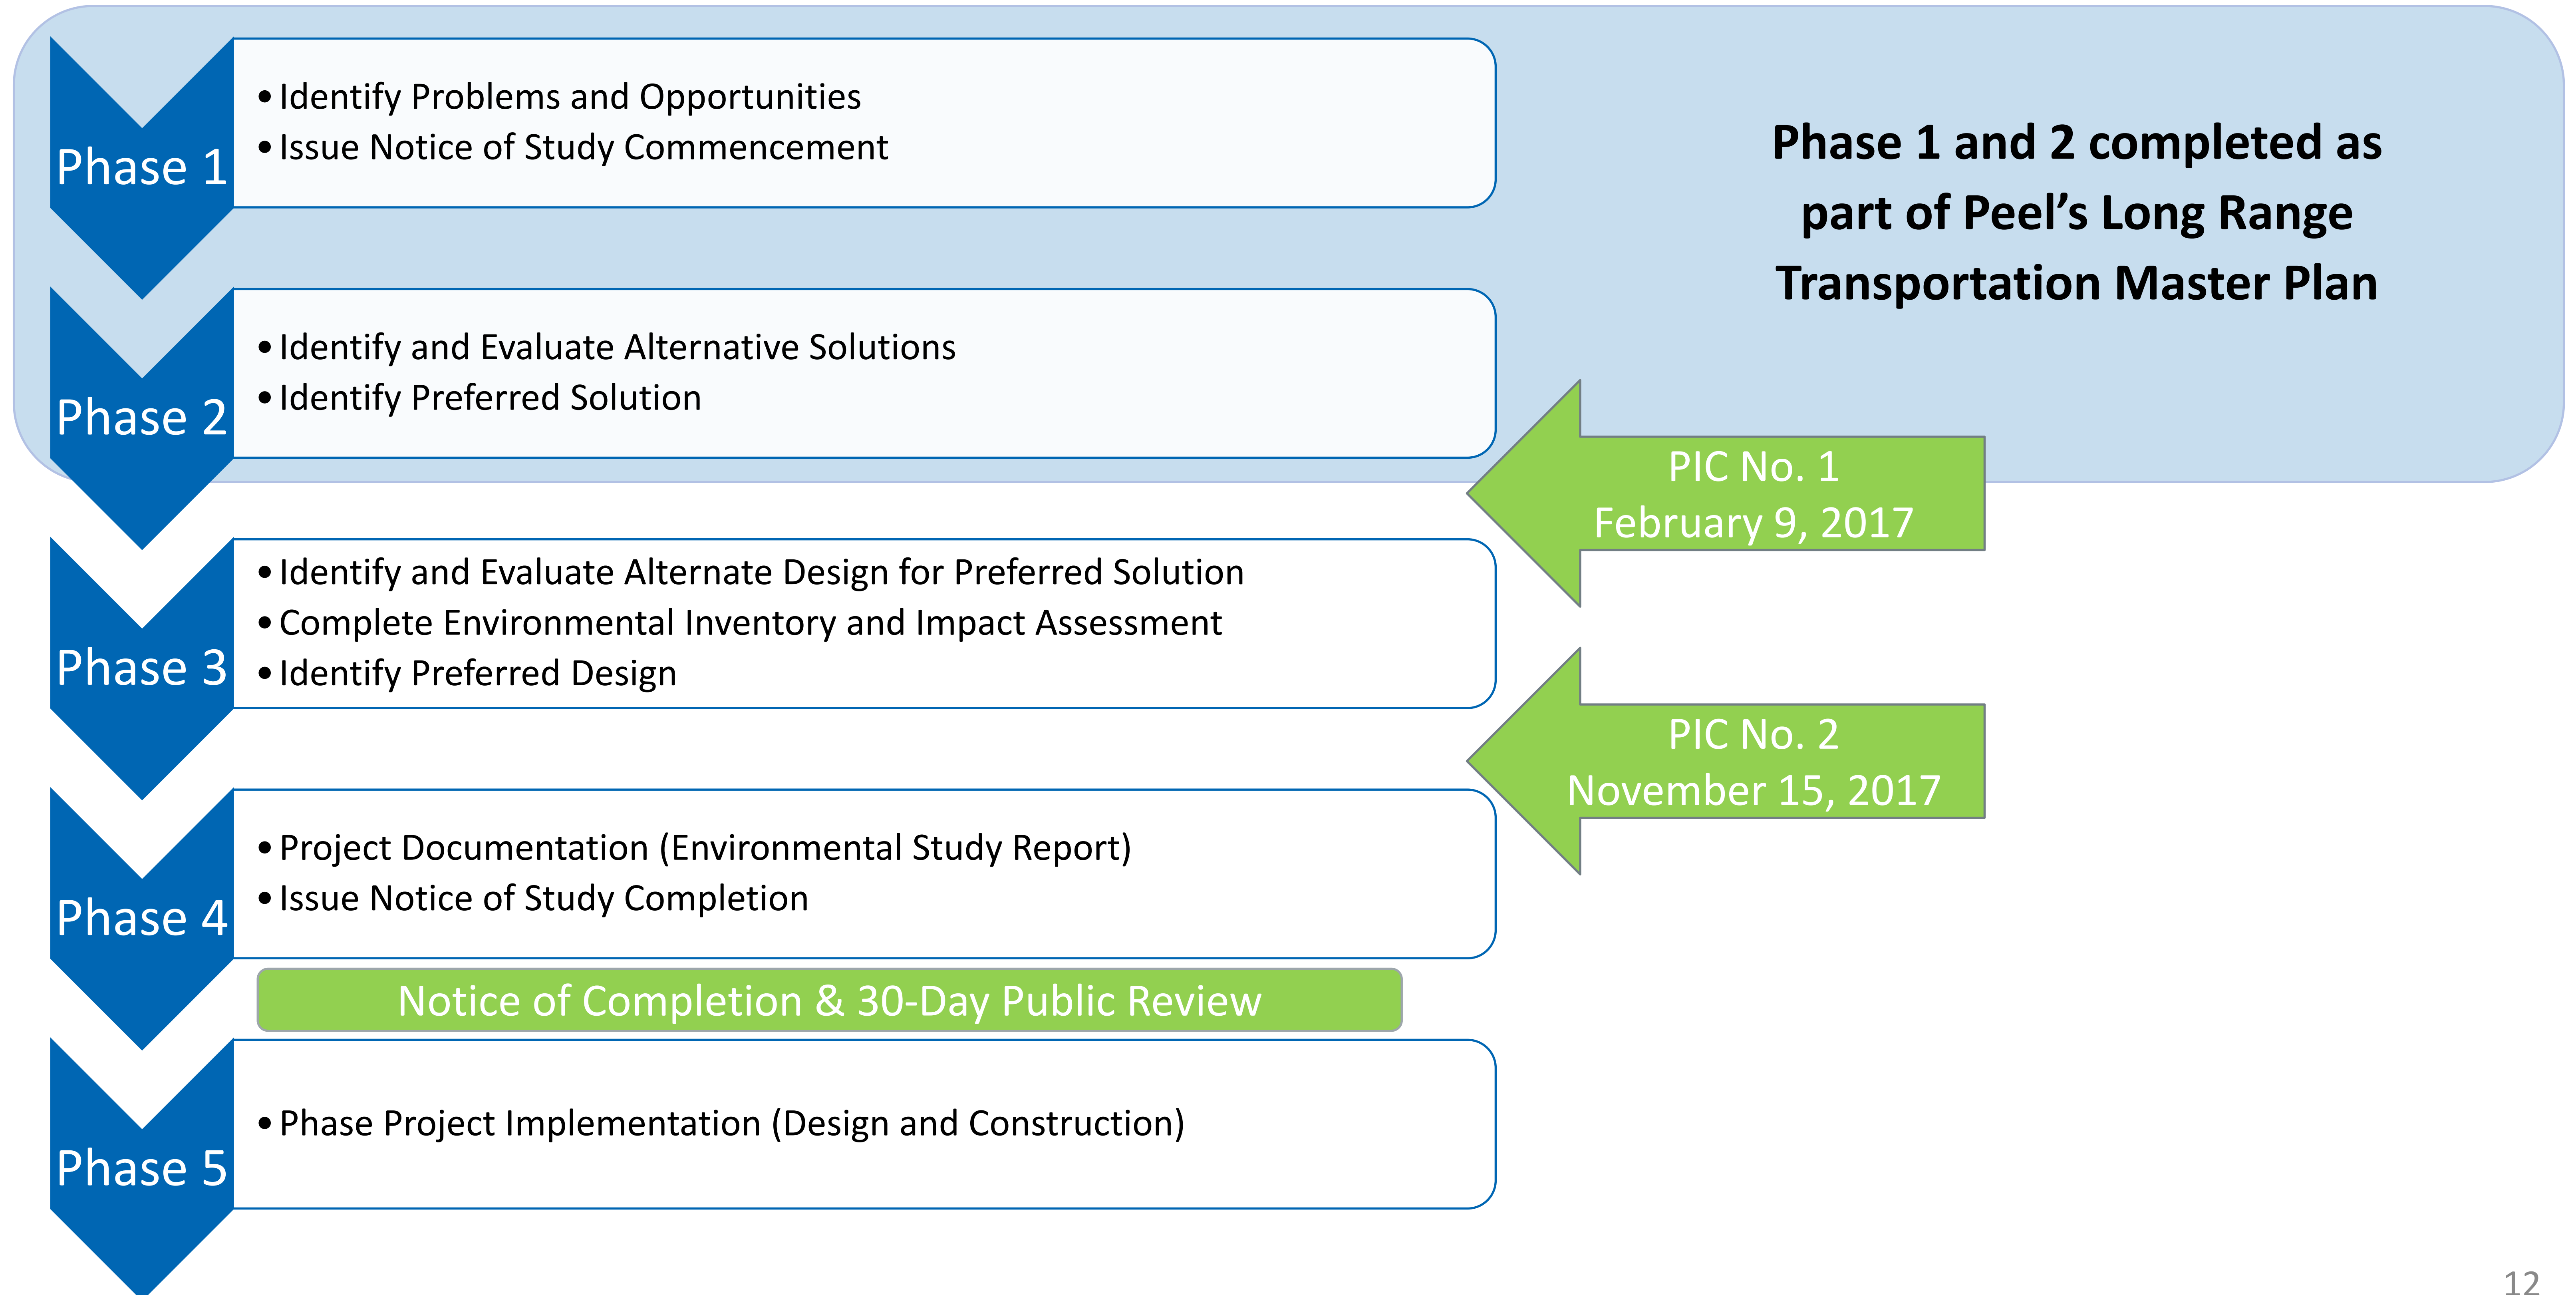 Phase 1
• Identify Problems and Opportunities
• Issue Notice of Study Commencement
Phase 1 and 2 completed as
part of Peel’s Long Range
Transportation Master Plan
Phase 2
• Identify and Evaluate Alternative Solutions
• Identify Preferred Solution
PIC No. 1
February 9, 2017
Phase 3
• Identify and Evaluate Alternate Design for Preferred Solution
• Complete Environmental Inventory and Impact Assessment
• Identify Preferred Design
PIC No. 2
November 15, 2017
Phase 4
• Project Documentation (Environmental Study Report)
• Issue Notice of Study Completion
Notice of Completion & 30-Day Public Review
Phase 5
• Phase Project Implementation (Design and Construction)
12